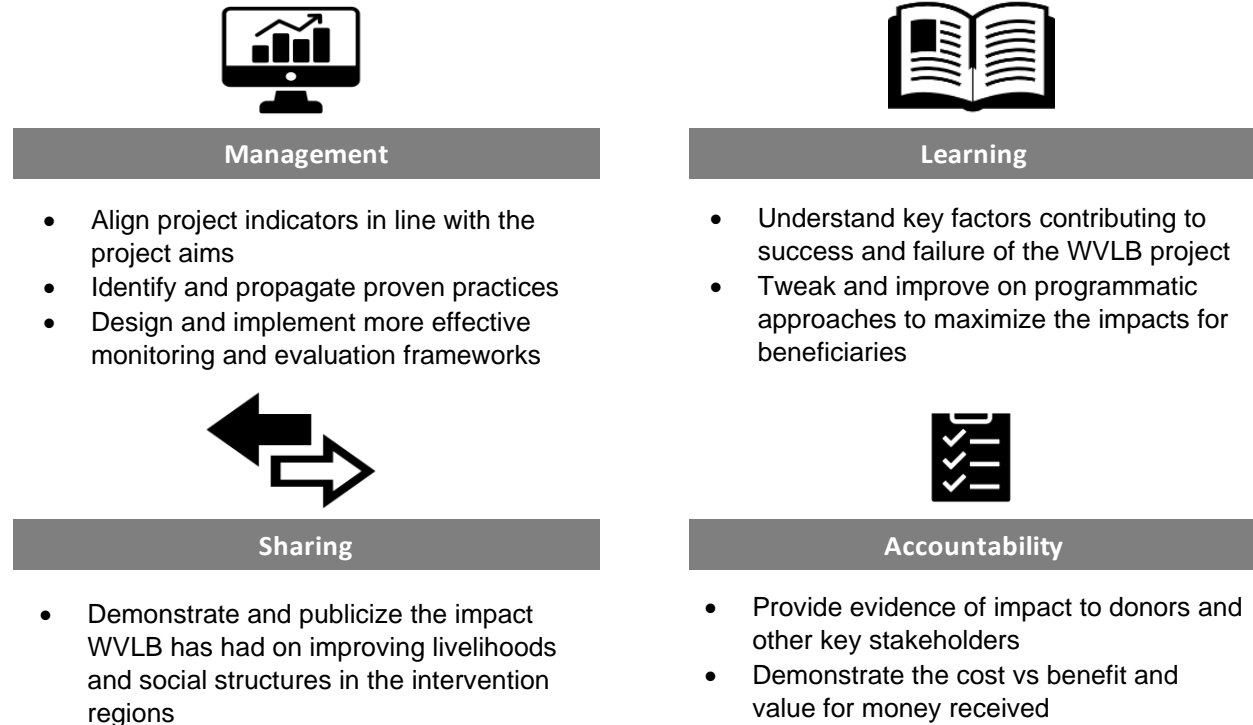 Management
• Align project indicators in line with the
project aims
• Identify and propagate proven practices
• Design and implement more effective
monitoring and evaluation frameworks
Learning
• Understand key factors contributing to
success and failure of the WVLB project
• Tweak and improve on programmatic
approaches to maximize the impacts for
beneficiaries
Sharing
• Demonstrate and publicize the impact
WVLB has had on improving livelihoods
and social structures in the intervention
regions
Accountability
• Provide evidence of impact to donors and
other key stakeholders
• Demonstrate the cost vs benefit and
value for money received